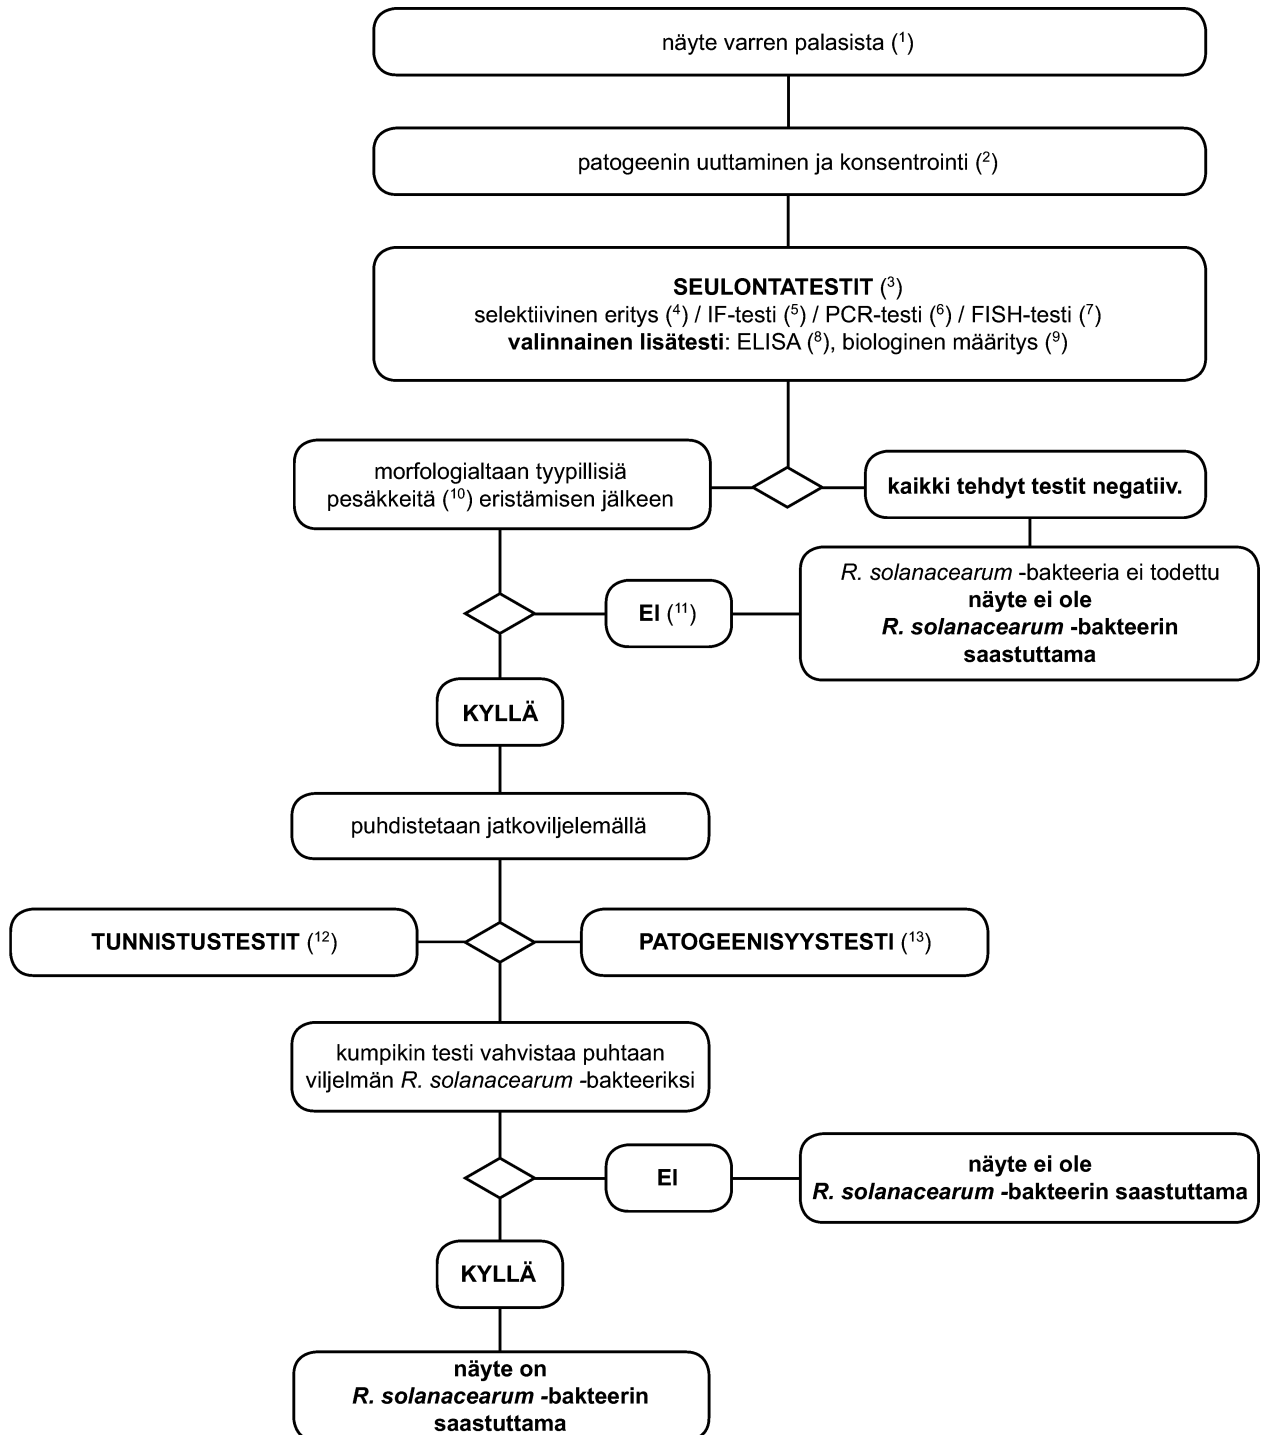 näyte varren palasista (¹)
patogeenin uuttaminen ja konsentrointi (²)
SEULONTATESTIT (³)
selektiivinen eritys (⁴) / IF-testi (⁵) / PCR-testi (⁶) / FISH-testi (⁷)
valinnainen lisätesti: ELISA (⁸), biologinen määritys (⁹)
morfologialtaan tyypillisiä
pesäkkeitä (¹⁰) eristämisen jälkeen
kaikki tehdyt testit negatiiv.
EI (¹¹)
R. solanacearum -bakteeria ei todettu
näyte ei ole
R. solanacearum -bakteerin
saastuttama
KYLLÄ
puhdistetaan jatkoviljelemällä
TUNNISTUSTESTIT (¹²)
PATOGEENISYYSTESTI (¹³)
kumpikin testi vahvistaa puhtaan
viljelmän R. solanacearum -bakteeriksi
EI
näyte ei ole
R. solanacearum -bakteerin saastuttama
KYLLÄ
näyte on
R. solanacearum -bakteerin
saastuttama